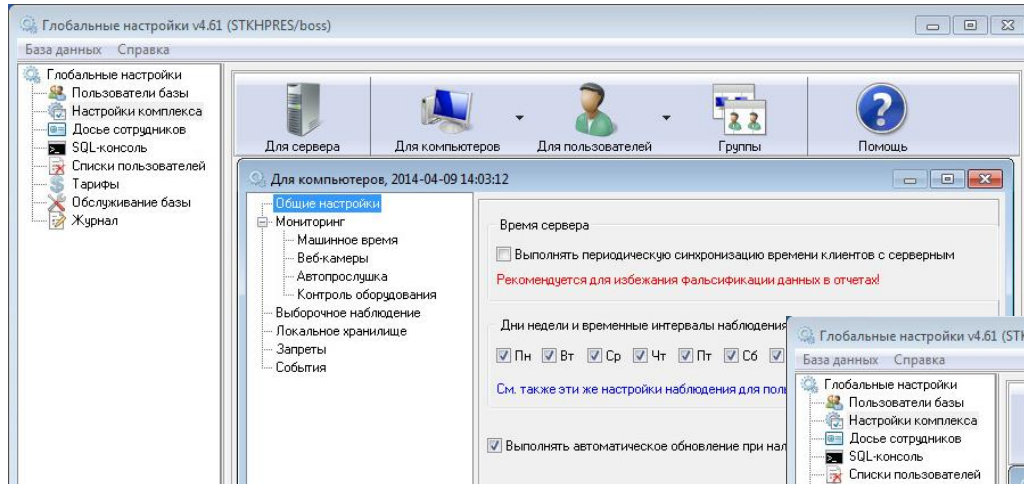 Глобальные настройки v4.61 (STKHPRES/boss)
База данных Справка
Глобальные настройки
Пользователи базы
Настройки комплекса
Досье сотрудников
SQL-консоль
Списки пользователей
Тарифы
Обслуживание базы
Журнал
Для сервера Для компьютеров Для пользователей Группы Помощь
Для компьютеров, 2014-04-09 14:03:12
Общие настройки
Мониторинг
Машинное время
Веб-камеры
Автопрослушка
Контроль оборудования
Выборочное наблюдение
Локальное хранилище
Запреты
События
Время сервера
Выполнять периодическую синхронизацию времени клиентов с серверным
Рекомендуется для избежания фальсификации данных в отчетах!
Дни недели и временные интервалы наблюдения
Пн Вт Ср Чт Пт Сб
См. также эти же настройки наблюдения для
Выполнять автоматическое обновление при
Глобальные настройки v4.61
База данных Справка
Глобальные настройки
Пользователи базы
Настройки комплекса
Досье сотрудников
SQL-консоль
Списки пользователей